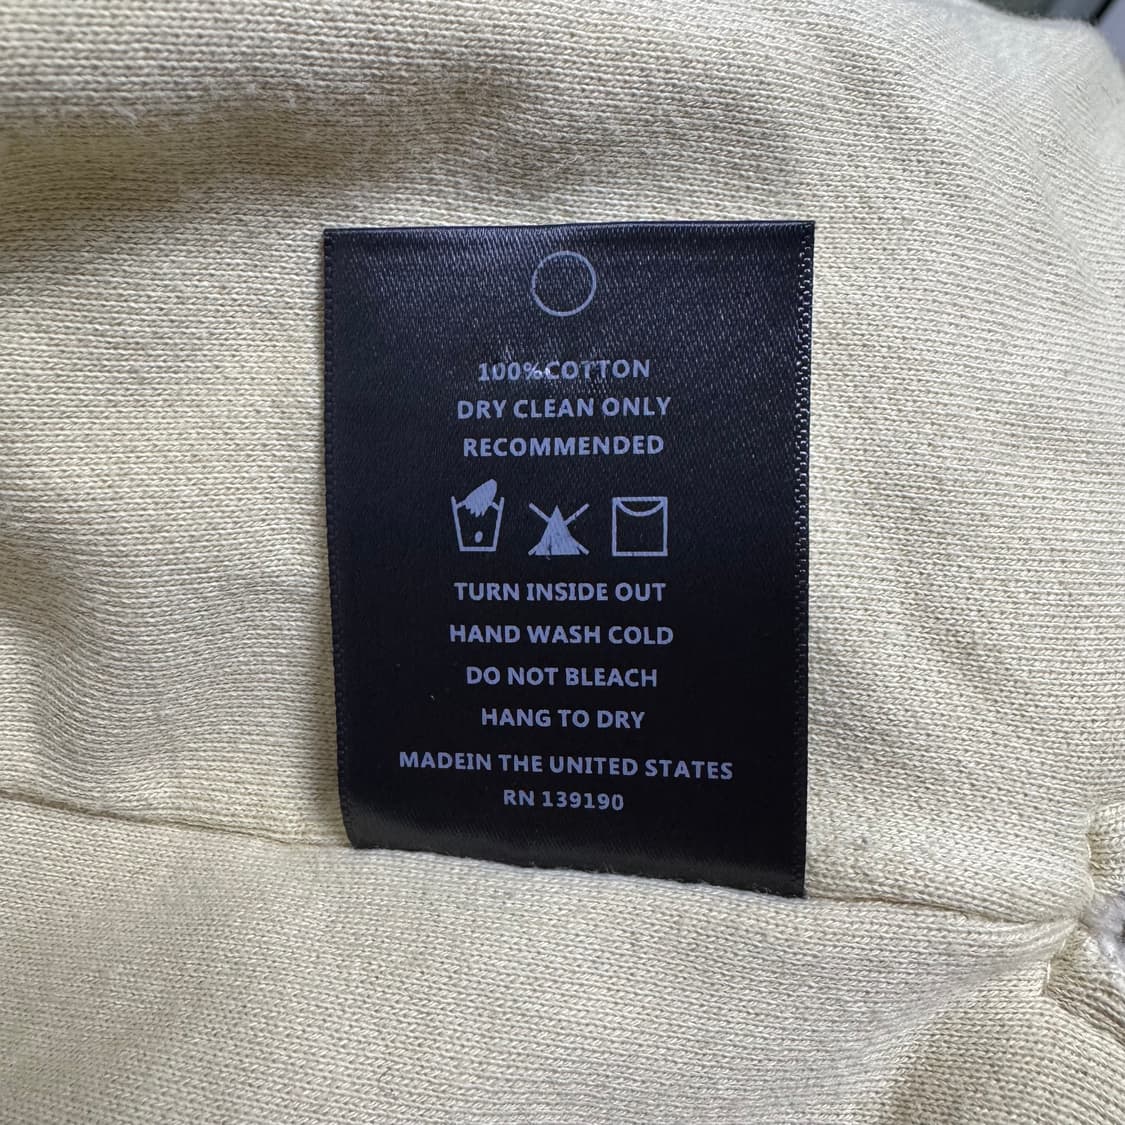 100%COTTON
DRY CLEAN ONLY
RECOMMENDED
TURN INSIDE OUT
HAND WASH COLD
DO NOT BLEACH
HANG TO DRY
MADEIN THE UNITED STATES
RN 139190